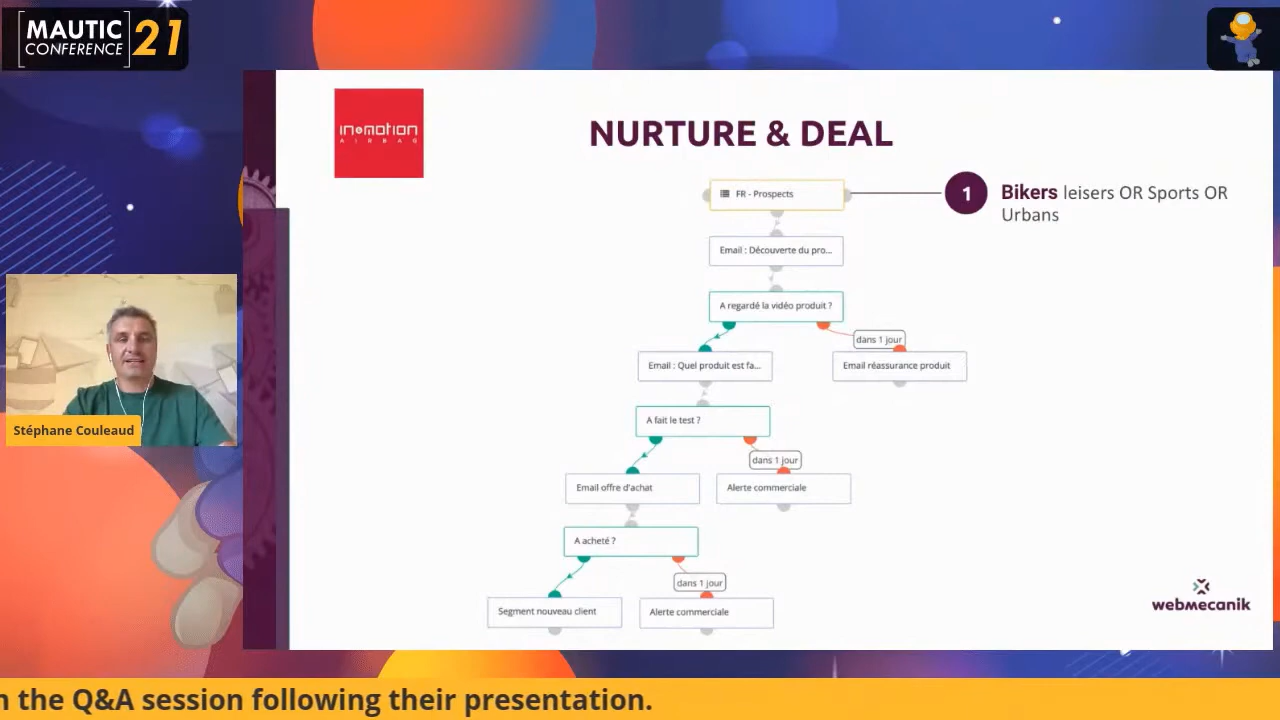 MAUTIC
CONFERENCE 21
in&motion
AIRBAG
NURTURE & DEAL
FR - Prospects
1
Bikers leisers OR Sports OR
Urbans
Email : Découverte du pro...
A regardé la vidéo produit ?
dans 1 jour
Email : Quel produit est fa...
Email réassurance produit
A fait le test ?
dans 1 jour
Email offre d'achat
Alerte commerciale
A acheté ?
dans 1 jour
Segment nouveau client
Alerte commerciale
Stéphane Couleaud
webmecanik
the Q&A session following their presentation.